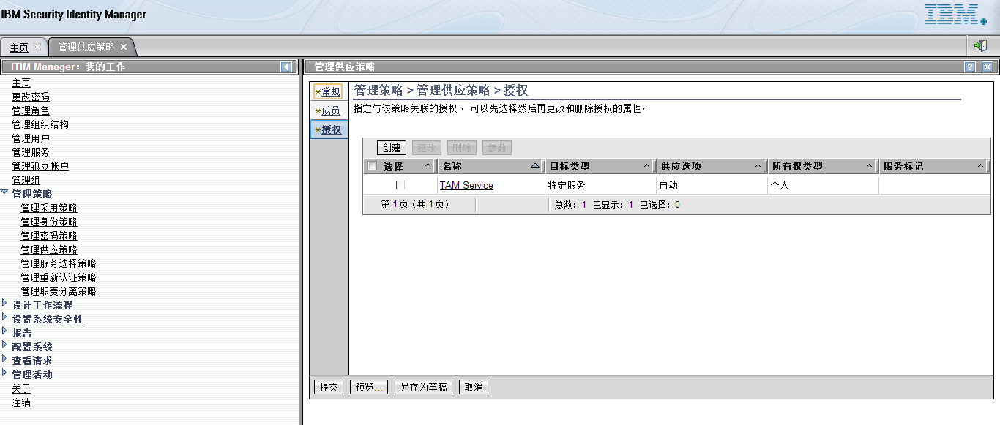 IBM Security Identity Manager
IBM
主页 管理供应策略
ITIM Manager：我的工作
主页
更改密码
管理角色
管理组织结构
管理用户
管理服务
管理孤立帐户
管理组
管理策略
管理采用策略
管理身份策略
管理密码策略
管理供应策略
管理服务选择策略
管理重新认证策略
管理职责分离策略
设计工作流程
设置系统安全性
报告
配置系统
查看请求
管理活动
关于
注销
管理供应策略 ?
*常规
*成员
*授权
管理策略 > 管理供应策略 > 授权
指定与该策略关联的授权。 可以先选择然后再更改和删除授权的属性。
创建 更改 删除 参数
选择 名称 目标类型 供应选项 所有权类型 服务标记
TAM Service 特定服务 自动 个人
第 1 页（共 1 页） 总数：1 已显示：1 已选择：0
提交 预览... 另存为草稿 取消